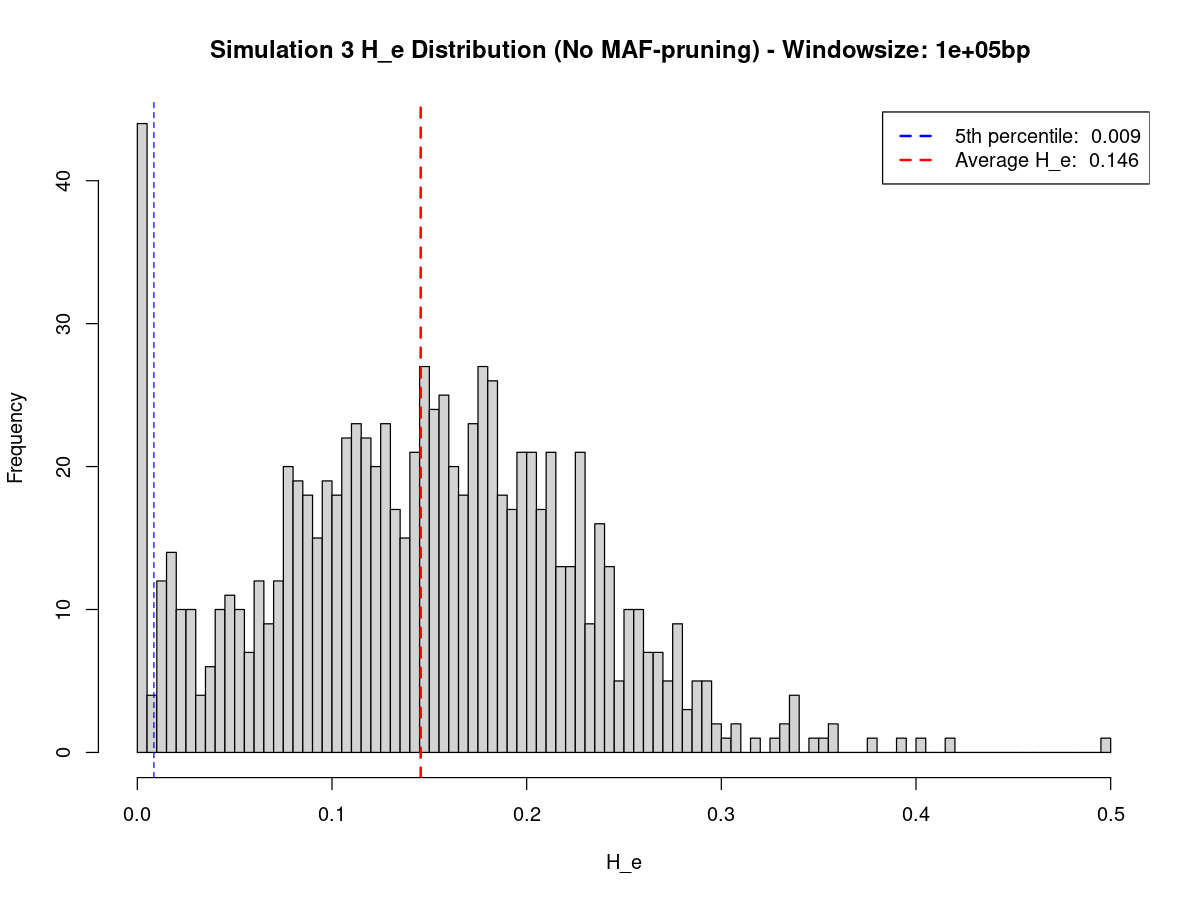 Simulation 3 H_e Distribution (No MAF-pruning) - Windowsize: 1e+05bp
5th percentile: 0.009
Average H_e: 0.146
Frequency
40
30
20
10
0
0.0 0.1 0.2 0.3 0.4 0.5
H_e